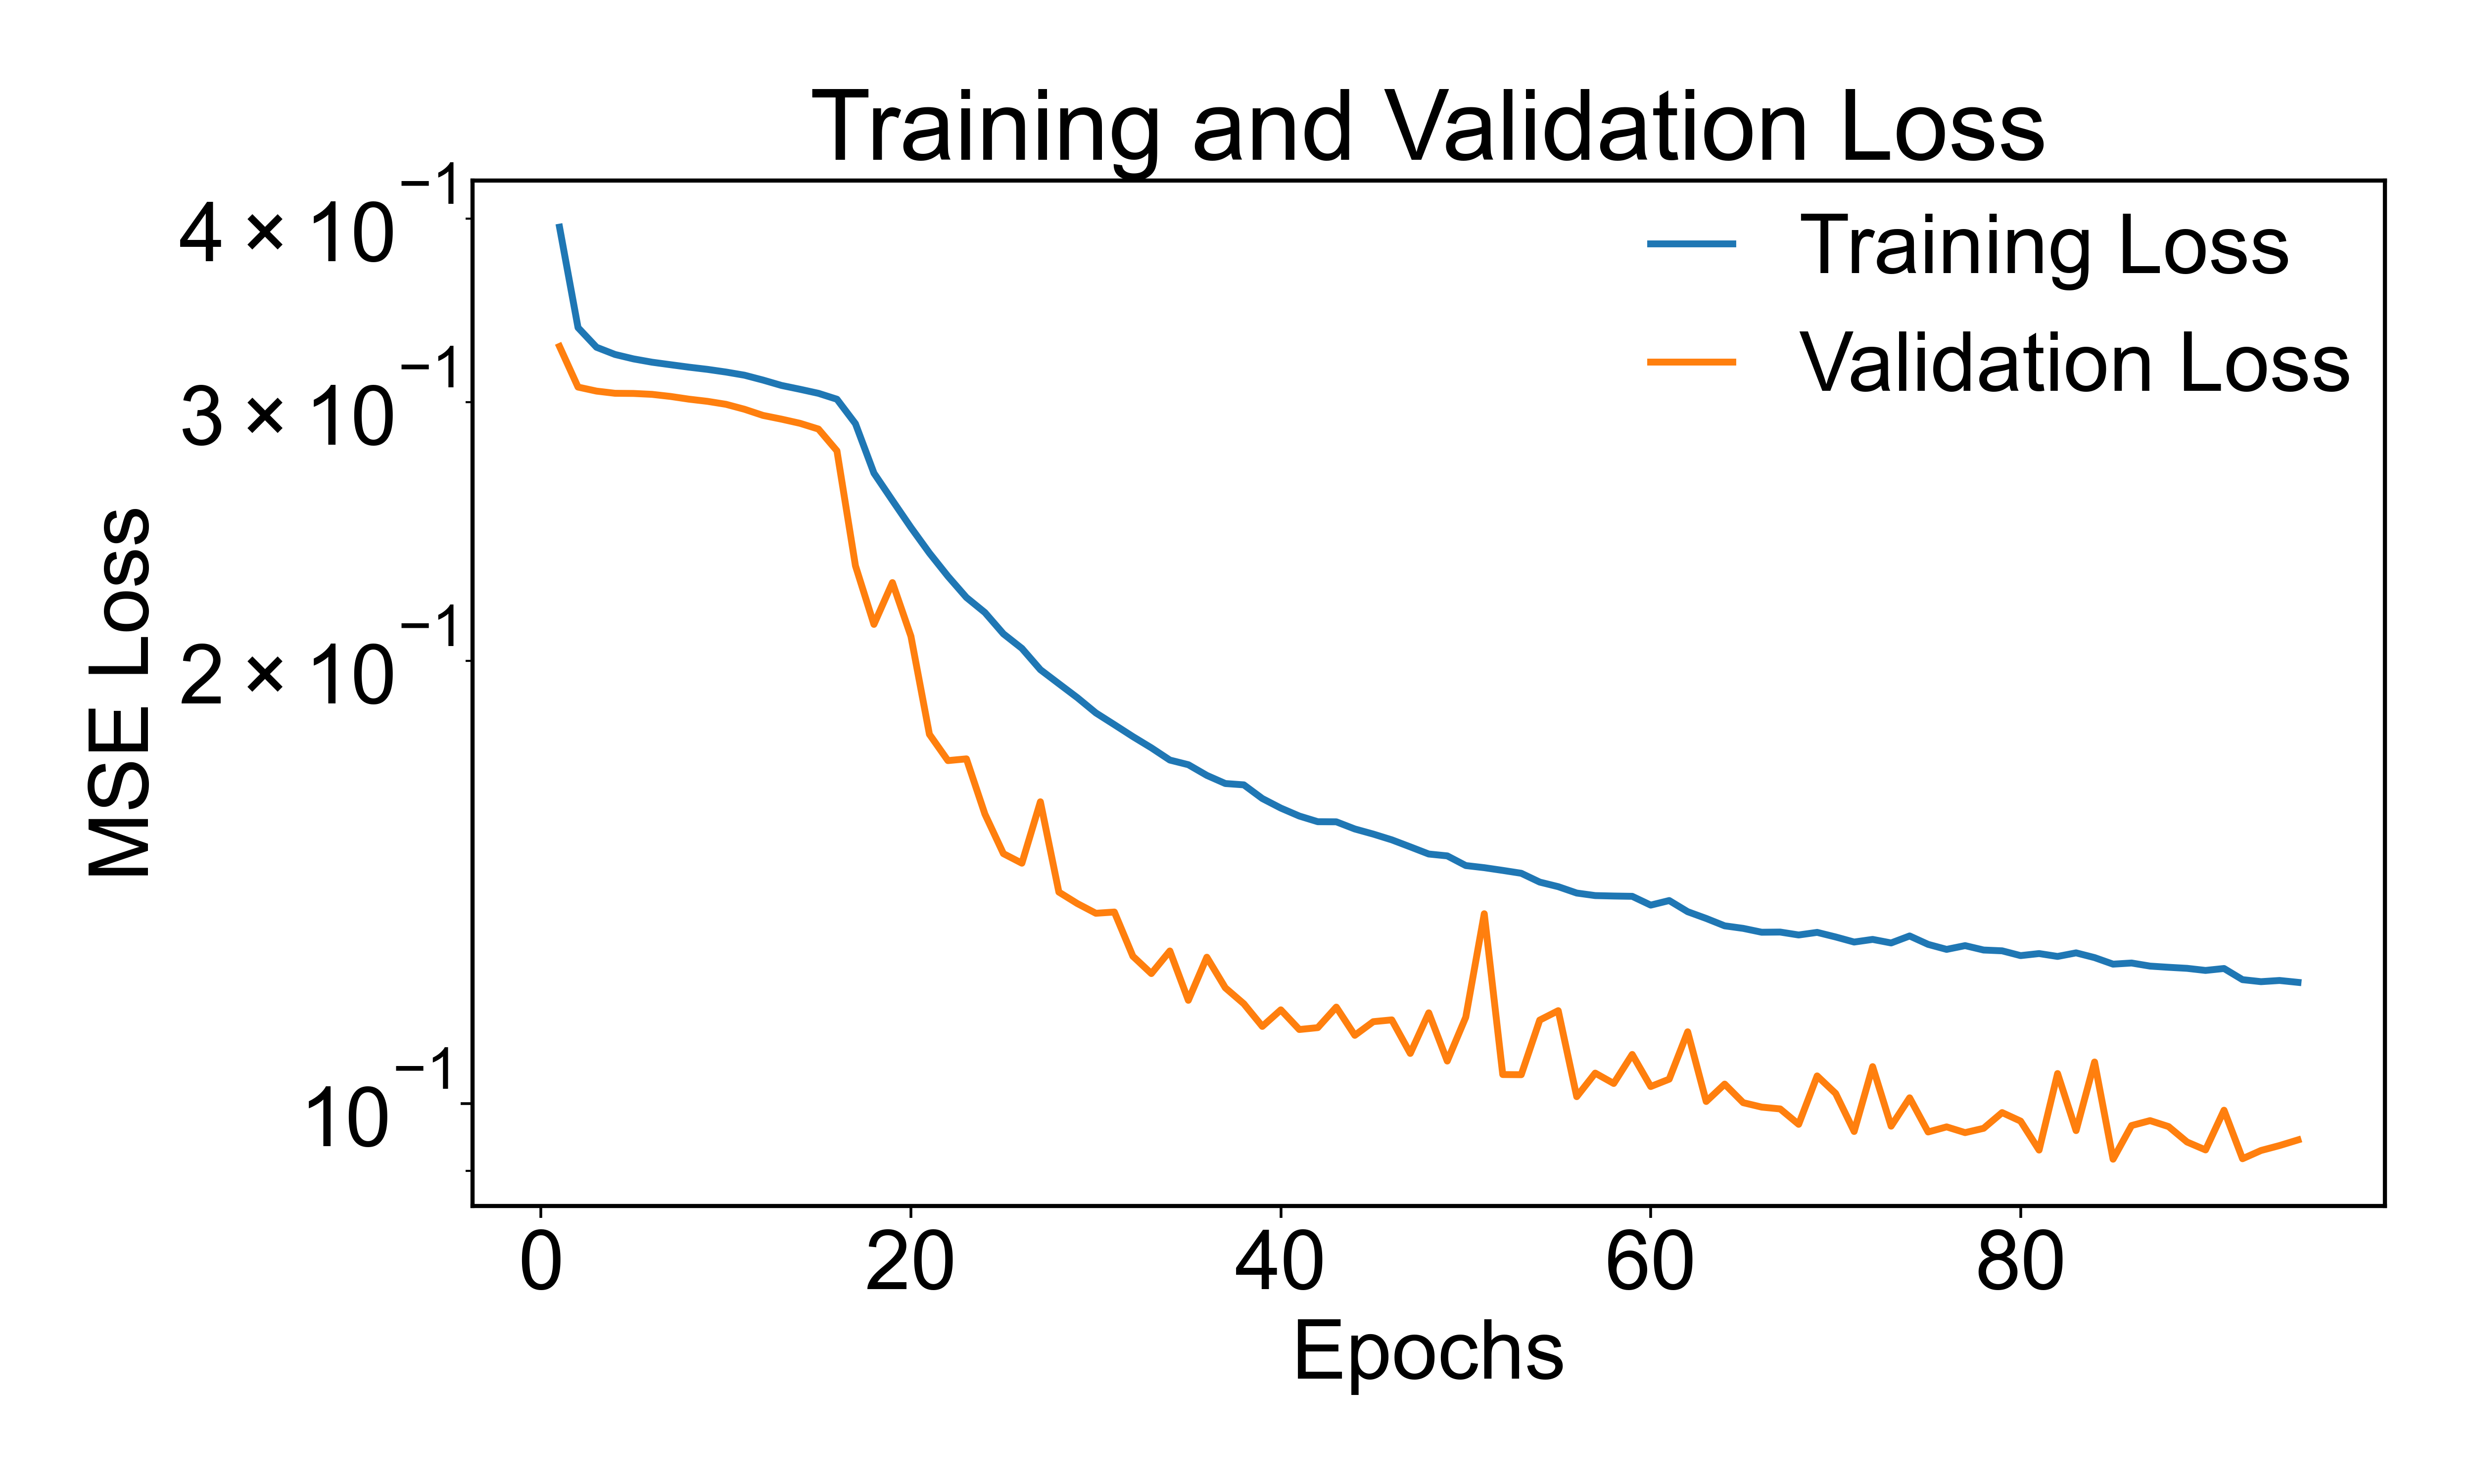 Training and Validation Loss
4 × 10⁻¹
3 × 10⁻¹
2 × 10⁻¹
10⁻¹
MSE Loss
Training Loss
Validation Loss
0 20 40 60 80
Epochs